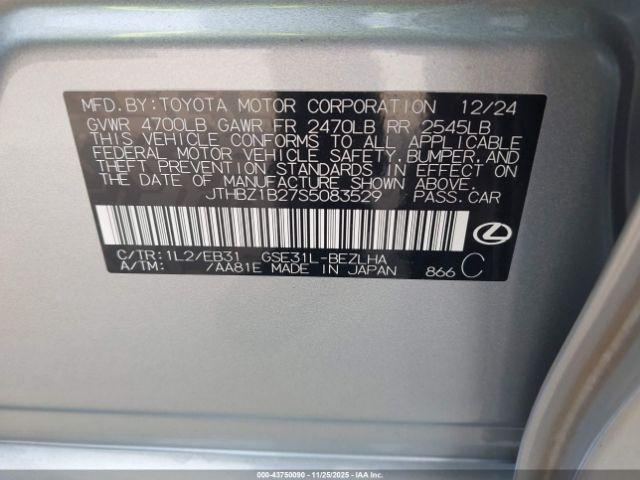 MFD. BY: TOYOTA MOTOR CORPORATION 12/24
GVWR 4700LB GAWR FR 2470LB RR 2545LB
THIS VEHICLE CONFORMS TO ALL APPLICABLE
FEDERAL MOTOR VEHICLE SAFETY, BUMPER, AND
THEFT PREVENTION STANDARDS IN EFFECT ON
THE DATE OF MANUFACTURE SHOWN ABOVE.
JTHBZ1B27S5083529 PASS. CAR
C/TR: 1L2/EB31 GSE31L-BEZLHA
A/TM: /AA81E MADE IN JAPAN 866 C
000-43750090 11/25/2025 IAAI.COM